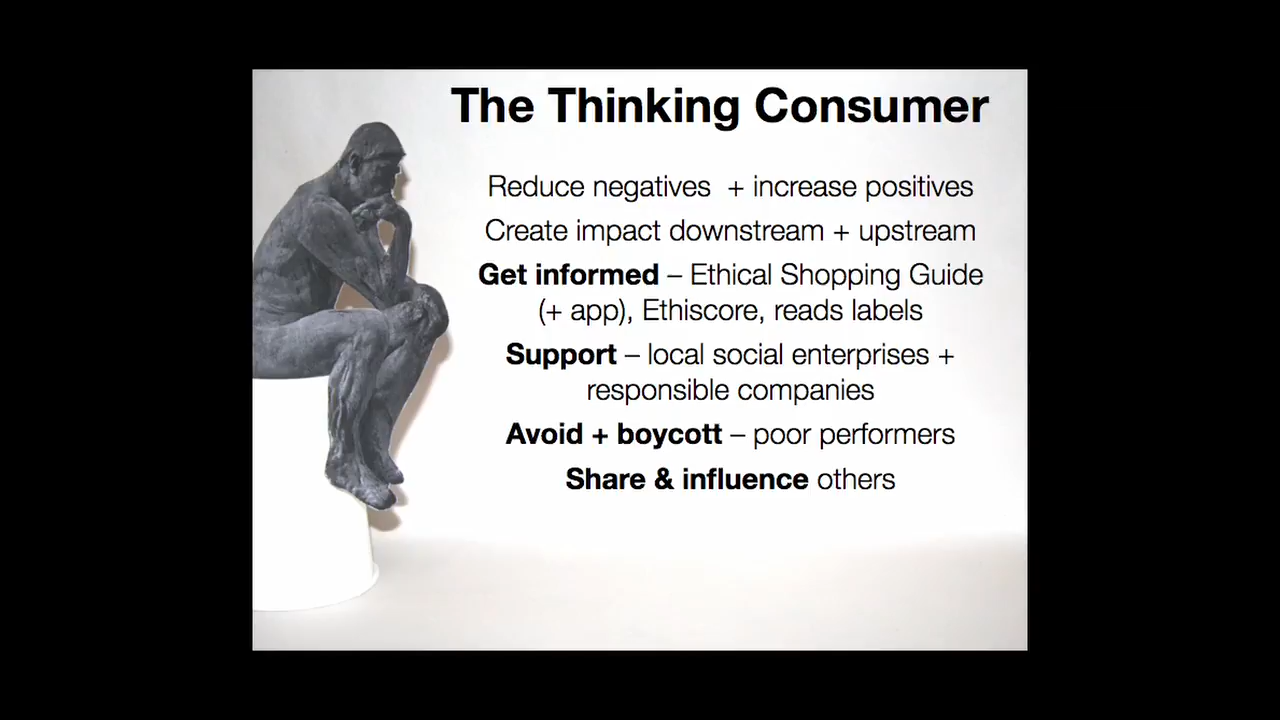 The Thinking Consumer
Reduce negatives  + increase positives
Create impact downstream + upstream
Get informed – Ethical Shopping Guide
(+ app), Ethiscore, reads labels
Support – local social enterprises +
responsible companies
Avoid + boycott – poor performers
Share & influence others